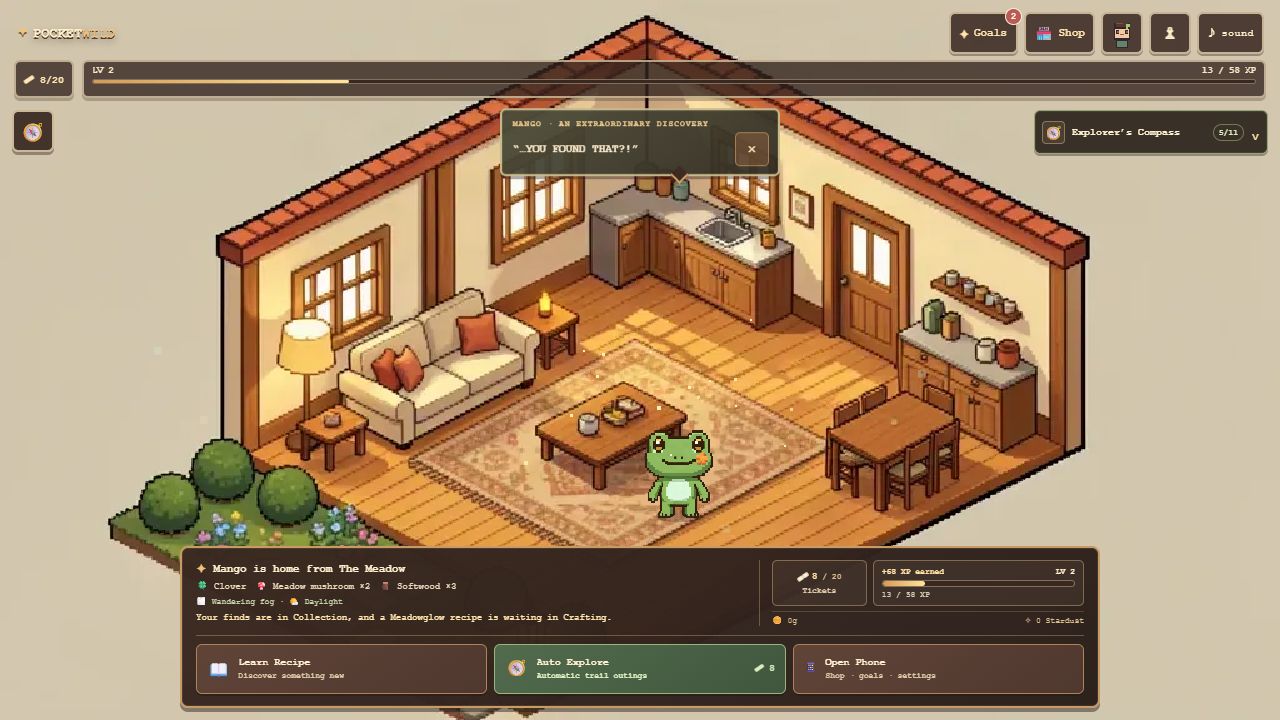 POCKETWILD
Goals
2
Shop
♪ sound
8/20
LV 2
13 / 58 XP
MANGO · AN EXTRAORDINARY DISCOVERY
“…YOU FOUND THAT?!”
×
Explorer's Compass
5/11
v
Mango is home from The Meadow
Clover Meadow mushroom ×2 Softwood ×3
Wandering fog · Daylight
Your finds are in Collection, and a Meadowglow recipe is waiting in Crafting.
8 / 20
Tickets
+68 XP earned LV 2
13 / 58 XP
0g
✧ 0 Stardust
Learn Recipe
Discover something new
Auto Explore
Automatic trail outings
8
Open Phone
Shop · goals · settings